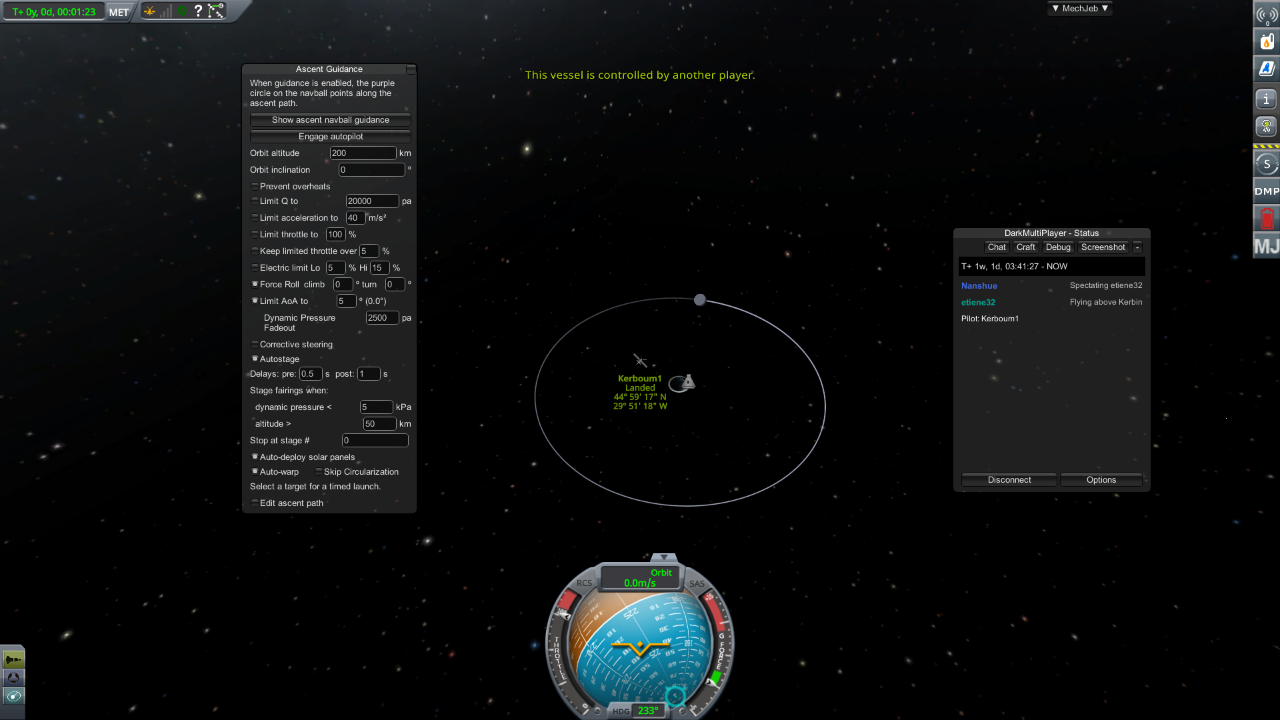 T+ 0y, 0d, 00:01:23 MET ?
▼ MechJeb ▼
This vessel is controlled by another player.
Ascent Guidance
When guidance is enabled, the purple
circle on the navball points along the
ascent path.
Show ascent navball guidance
Engage autopilot
Orbit altitude 200 km
Orbit inclination 0 °
Prevent overheats
Limit Q to 20000 pa
Limit acceleration to 40 m/s²
Limit throttle to 100 %
Keep limited throttle over 5 %
Electric limit Lo 5 % Hi 15 %
Force Roll climb 0 ° turn 0 °
Limit AoA to 5 ° (0.0°)
Dynamic Pressure
Fadeout
2500 pa
Corrective steering
Autostage
Delays: pre: 0.5 s post: 1 s
Stage fairings when:
dynamic pressure < 5 kPa
altitude > 50 km
Stop at stage # 0
Auto-deploy solar panels
Auto-warp Skip Circularization
Select a target for a timed launch.
Edit ascent path
Kerboum1
Landed
44° 59' 17" N
29° 51' 18" W
DarkMultiPlayer - Status
Chat Craft Debug Screenshot -
T+ 1w, 1d, 03:41:27 - NOW
Nanshue Spectating etiene32
etiene32 Flying above Kerbin
Pilot: Kerboum1
Disconnect Options
0
i
S
DMP
MJ
Orbit
0.0m/s
RCS SAS
THROTTLE
G FORCE
HDG 233°